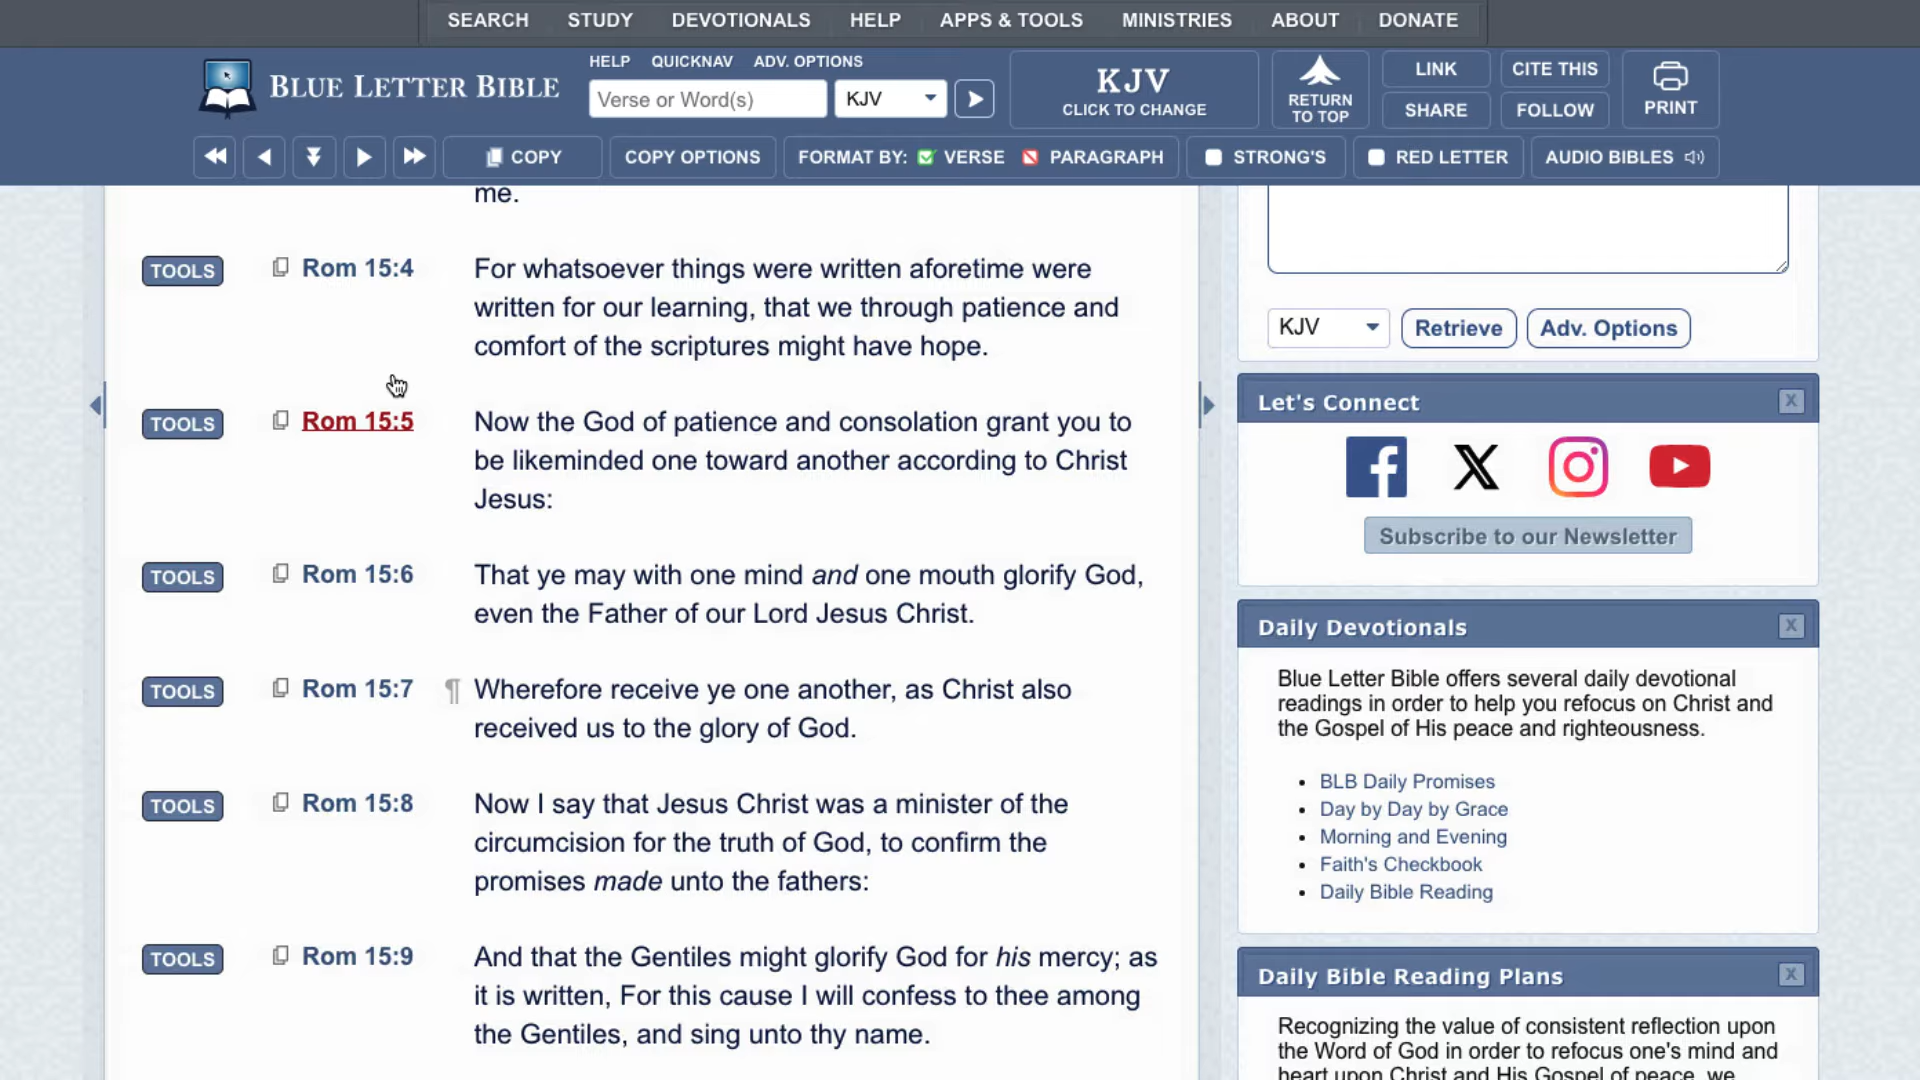 SEARCH STUDY DEVOTIONALS HELP APPS & TOOLS MINISTRIES ABOUT DONATE
BLUE LETTER BIBLE
HELP QUICKNAV ADV. OPTIONS
Verse or Word(s) KJV
KJV
CLICK TO CHANGE
RETURN
TO TOP
LINK CITE THIS
SHARE FOLLOW
PRINT
COPY COPY OPTIONS FORMAT BY: VERSE PARAGRAPH STRONG'S RED LETTER AUDIO BIBLES
me.
TOOLS Rom 15:4 For whatsoever things were written aforetime were
written for our learning, that we through patience and
comfort of the scriptures might have hope.
TOOLS Rom 15:5 Now the God of patience and consolation grant you to
be likeminded one toward another according to Christ
Jesus:
TOOLS Rom 15:6 That ye may with one mind and one mouth glorify God,
even the Father of our Lord Jesus Christ.
TOOLS Rom 15:7 ¶ Wherefore receive ye one another, as Christ also
received us to the glory of God.
TOOLS Rom 15:8 Now I say that Jesus Christ was a minister of the
circumcision for the truth of God, to confirm the
promises made unto the fathers:
TOOLS Rom 15:9 And that the Gentiles might glorify God for his mercy; as
it is written, For this cause I will confess to thee among
the Gentiles, and sing unto thy name.
KJV Retrieve Adv. Options
Let's Connect X
Subscribe to our Newsletter
Daily Devotionals X
Blue Letter Bible offers several daily devotional
readings in order to help you refocus on Christ and
the Gospel of His peace and righteousness.
• BLB Daily Promises
• Day by Day by Grace
• Morning and Evening
• Faith's Checkbook
• Daily Bible Reading
Daily Bible Reading Plans X
Recognizing the value of consistent reflection upon
the Word of God in order to refocus one's mind and
heart upon Christ and His Gospel of peace, we